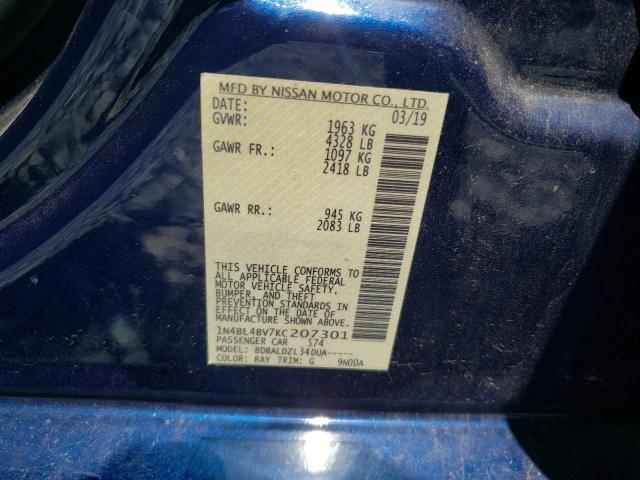 MFD BY NISSAN MOTOR CO., LTD.
DATE: 03/19
GVWR: 1963 KG
4328 LB
GAWR FR.: 1097 KG
2418 LB
GAWR RR.: 945 KG
2083 LB
THIS VEHICLE CONFORMS TO
ALL APPLICABLE FEDERAL
MOTOR VEHICLE SAFETY,
BUMPER, AND THEFT
PREVENTION STANDARDS IN
EFFECT ON THE DATE OF
MANUFACTURE SHOWN ABOVE.
1N4BL4BV7KC207301
PASSENGER CAR 574
MODEL: BDBALDZL34DUA-----
COLOR: RAY TRIM: G 9N00A